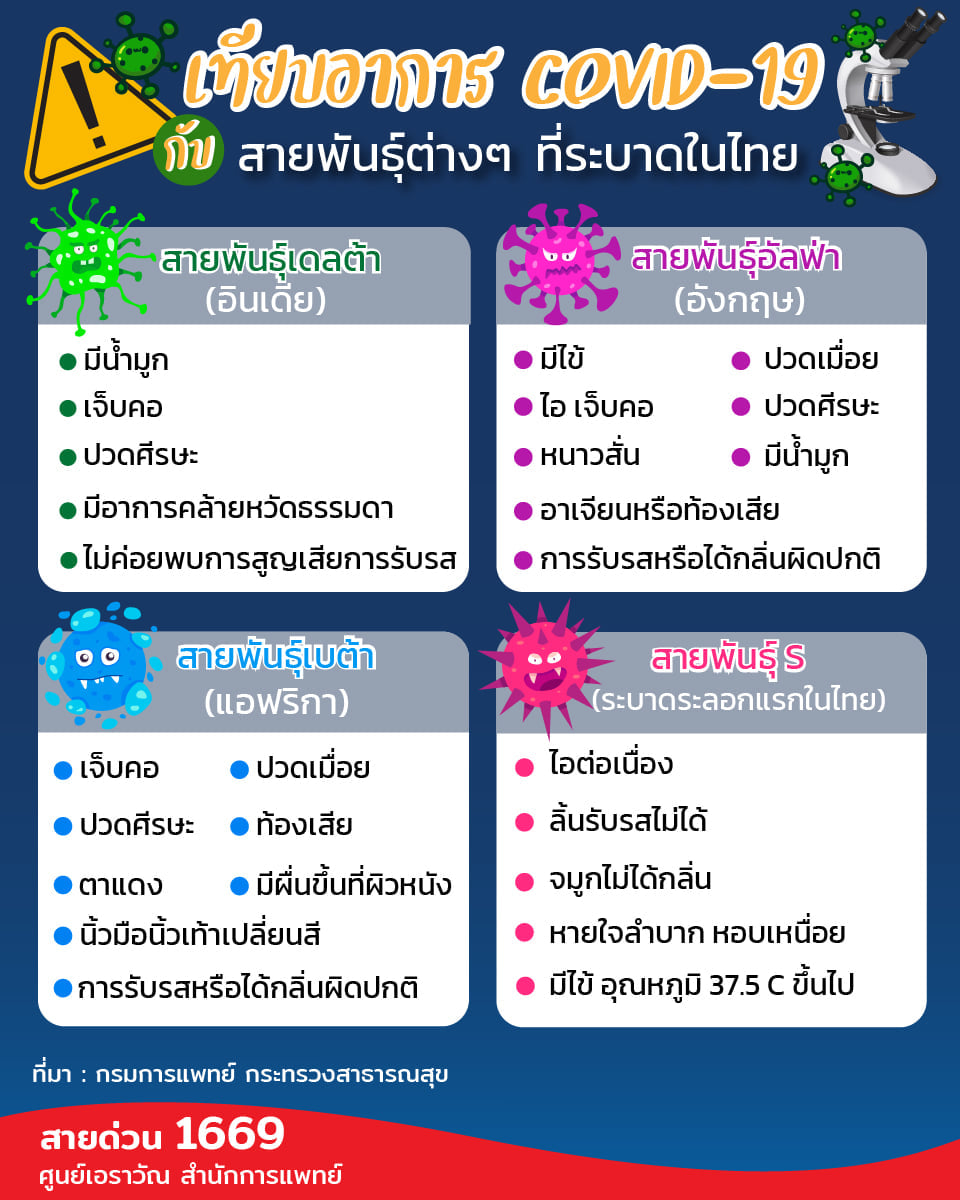 เทียบอาการ COVID-19
กับ สายพันธุ์ต่างๆ ที่ระบาดในไทย
สายพันธุ์เดลต้า
(อินเดีย)
มีน้ำมูก
เจ็บคอ
ปวดศีรษะ
มีอาการคล้ายหวัดธรรมดา
ไม่ค่อยพบการสูญเสียการรับรส
สายพันธุ์อัลฟ่า
(อังกฤษ)
มีไข้
ไอ เจ็บคอ
หนาวสั่น
ปวดเมื่อย
ปวดศีรษะ
มีน้ำมูก
อาเจียนหรือท้องเสีย
การรับรสหรือได้กลิ่นผิดปกติ
สายพันธุ์เบต้า
(แอฟริกา)
เจ็บคอ
ปวดศีรษะ
ตาแดง
ปวดเมื่อย
ท้องเสีย
มีผื่นขึ้นที่ผิวหนัง
นิ้วมือนิ้วเท้าเปลี่ยนสี
การรับรสหรือได้กลิ่นผิดปกติ
สายพันธุ์ S
(ระบาดระลอกแรกในไทย)
ไอต่อเนื่อง
ลิ้นรับรสไม่ได้
จมูกไม่ได้กลิ่น
หายใจลำบาก หอบเหนื่อย
มีไข้ อุณหภูมิ 37.5 C ขึ้นไป
ที่มา : กรมการแพทย์ กระทรวงสาธารณสุข
สายด่วน 1669
ศูนย์เอราวัณ สำนักการแพทย์